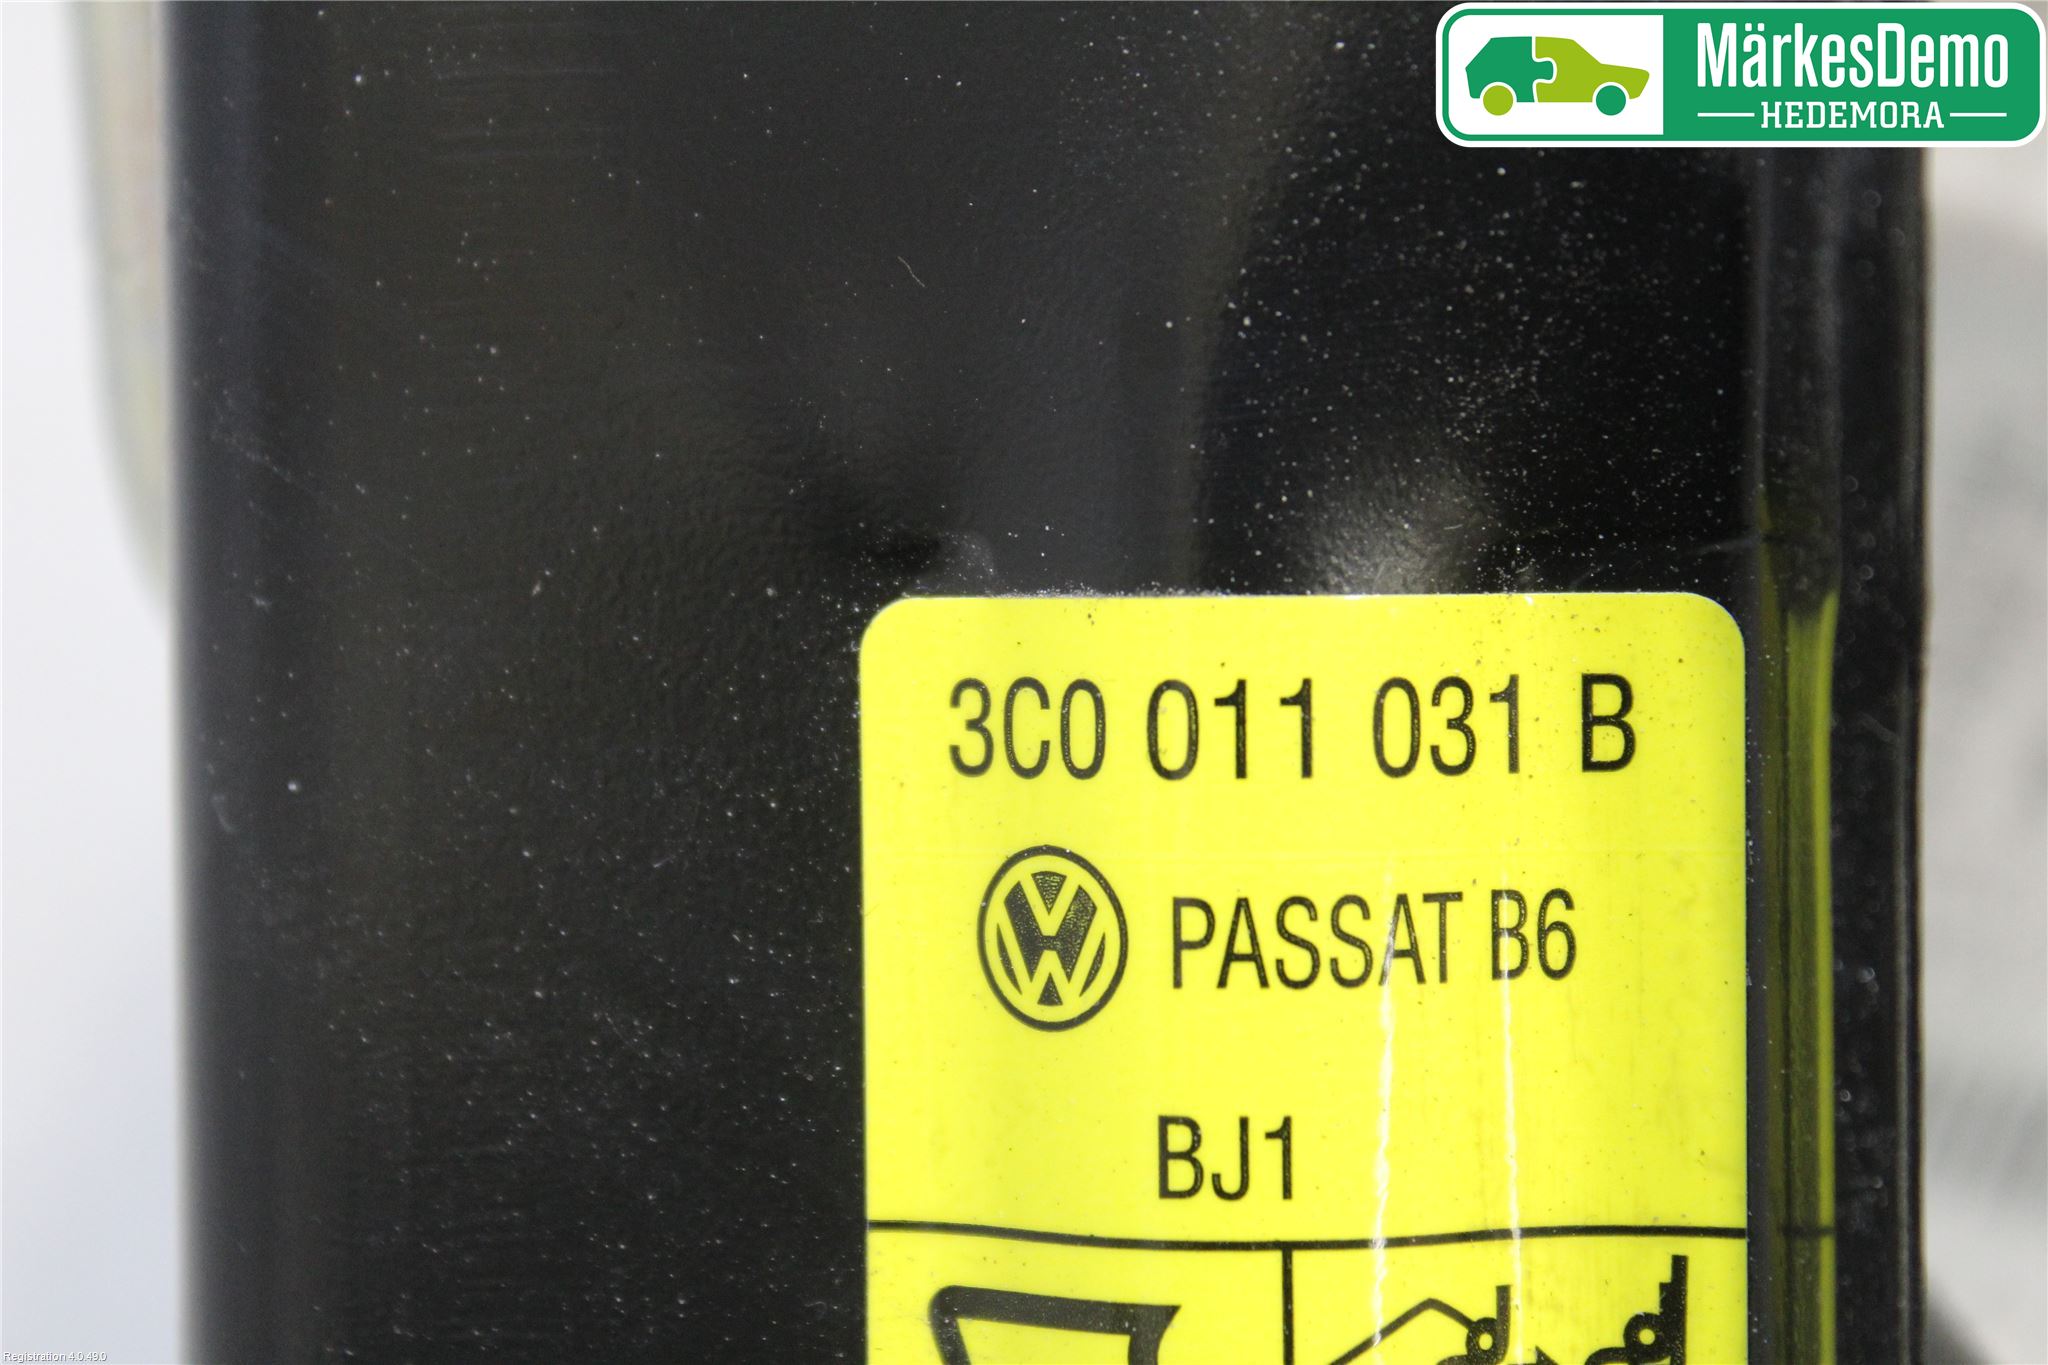 MärkesDemo
HEDEMORA
3C0 011 031 B
PASSAT B6
BJ1
Registration 4.0.49.0